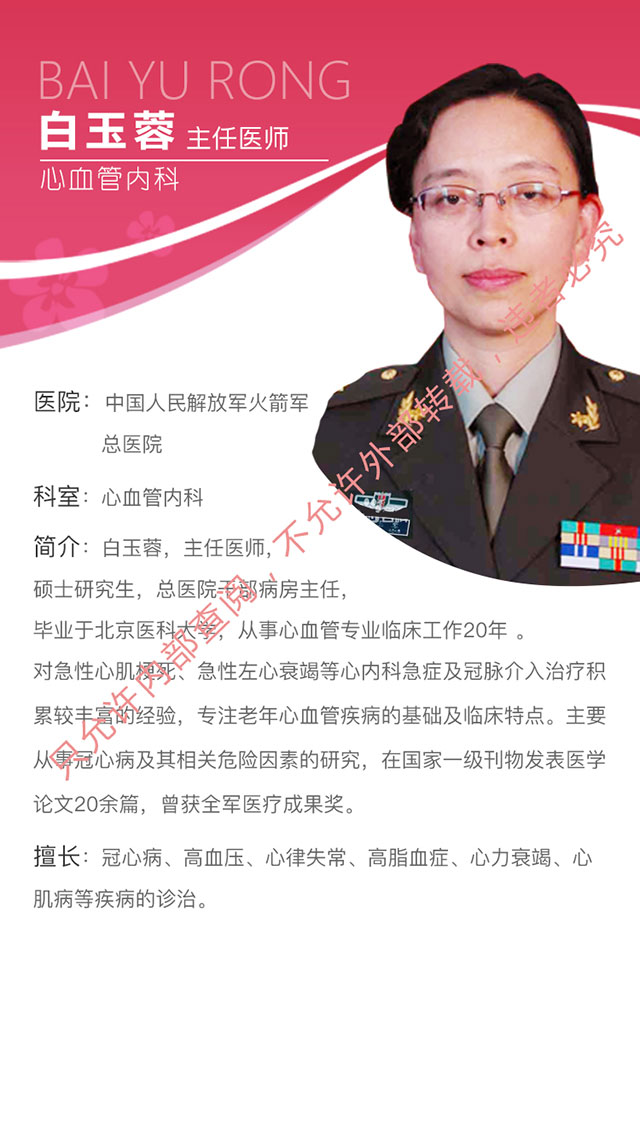 BAI YU RONG
白玉蓉 主任医师
心血管内科
医院：中国人民解放军火箭军
总医院
科室：心血管内科
简介：白玉蓉，主任医师，
硕士研究生，总医院干部病房主任，
毕业于北京医科大学，从事心血管专业临床工作20年 。
对急性心肌梗死、急性左心衰竭等心内科急症及冠脉介入治疗积
累较丰富的经验，专注老年心血管疾病的基础及临床特点。主要
从事冠心病及其相关危险因素的研究，在国家一级刊物发表医学
论文20余篇，曾获全军医疗成果奖。
擅长：冠心病、高血压、心律失常、高脂血症、心力衰竭、心
肌病等疾病的诊治。
只允许内部查阅，不允许外部转载，违者必究